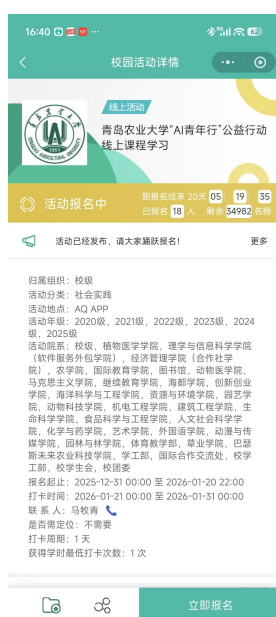 16:40
校园活动详情
线上活动
青岛农业大学“AI青年行”公益行动
线上课程学习
活动报名中
距报名结束 20天 05 : 19 : 35
已报名 18 人 剩余 34982 名额
活动已经发布，请大家踊跃报名！ 更多
归属组织：校级
活动分类：社会实践
活动地点：AQ APP
活动年级：2020级，2021级，2022级，2023级，2024
级，2025级
活动院系：校级，植物医学学院，理学与信息科学学院
（软件服务外包学院），经济管理学院（合作社学
院），农学院，国际教育学院，图书馆，动物医学院，
马克思主义学院，继续教育学院，海都学院，创新创业
学院，海洋科学与工程学院，资源与环境学院，园艺学
院，动物科技学院，机电工程学院，建筑工程学院，生
命科学学院，食品科学与工程学院，人文社会科学学
院，化学与药学院，艺术学院，外国语学院，动漫与传
媒学院，园林与林学院，体育教学部，草业学院，巴瑟
斯未来农业科技学院，学工部，国际合作交流处，校学
工部，校学生会，校团委
报名起止：2025-12-31 00:00 至 2026-01-20 22:00
打卡时间：2026-01-21 00:00 至 2026-01-31 00:00
联 系 人：马牧青
是否需定位：不需要
打卡周期：1 天
获得学时最低打卡次数：1 次
立即报名